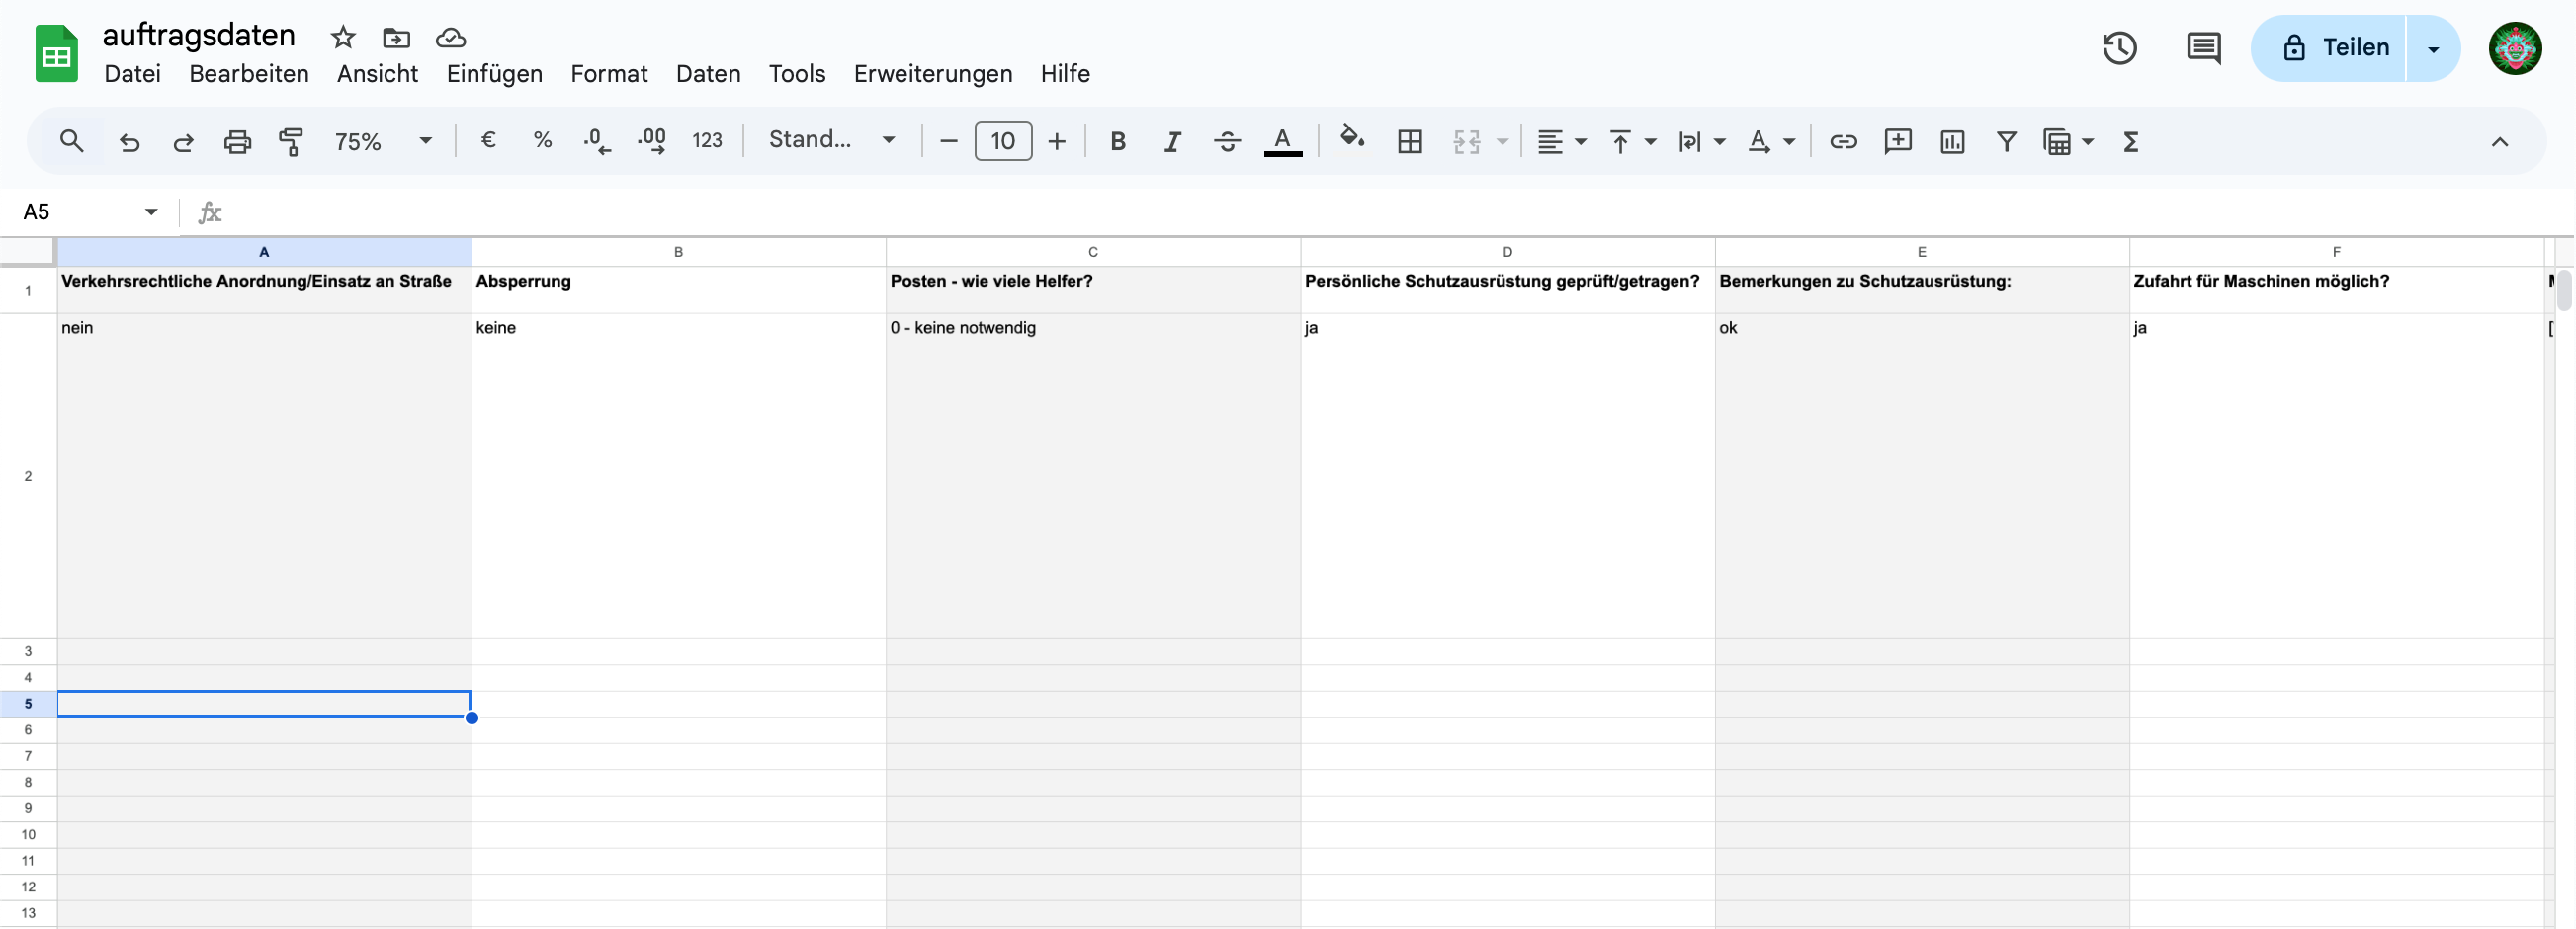 auftragsdaten
Datei Bearbeiten Ansicht Einfügen Format Daten Tools Erweiterungen Hilfe
Teilen
75% € % .0 .00 123 Stand... 10 B I S A A Σ
A5 fx
A B C D E F
1 Verkehrsrechtliche Anordnung/Einsatz an Straße Absperrung Posten - wie viele Helfer? Persönliche Schutzausrüstung geprüft/getragen? Bemerkungen zu Schutzausrüstung: Zufahrt für Maschinen möglich?
2 nein keine 0 - keine notwendig ja ok ja [
3
4
5
6
7
8
9
10
11
12
13